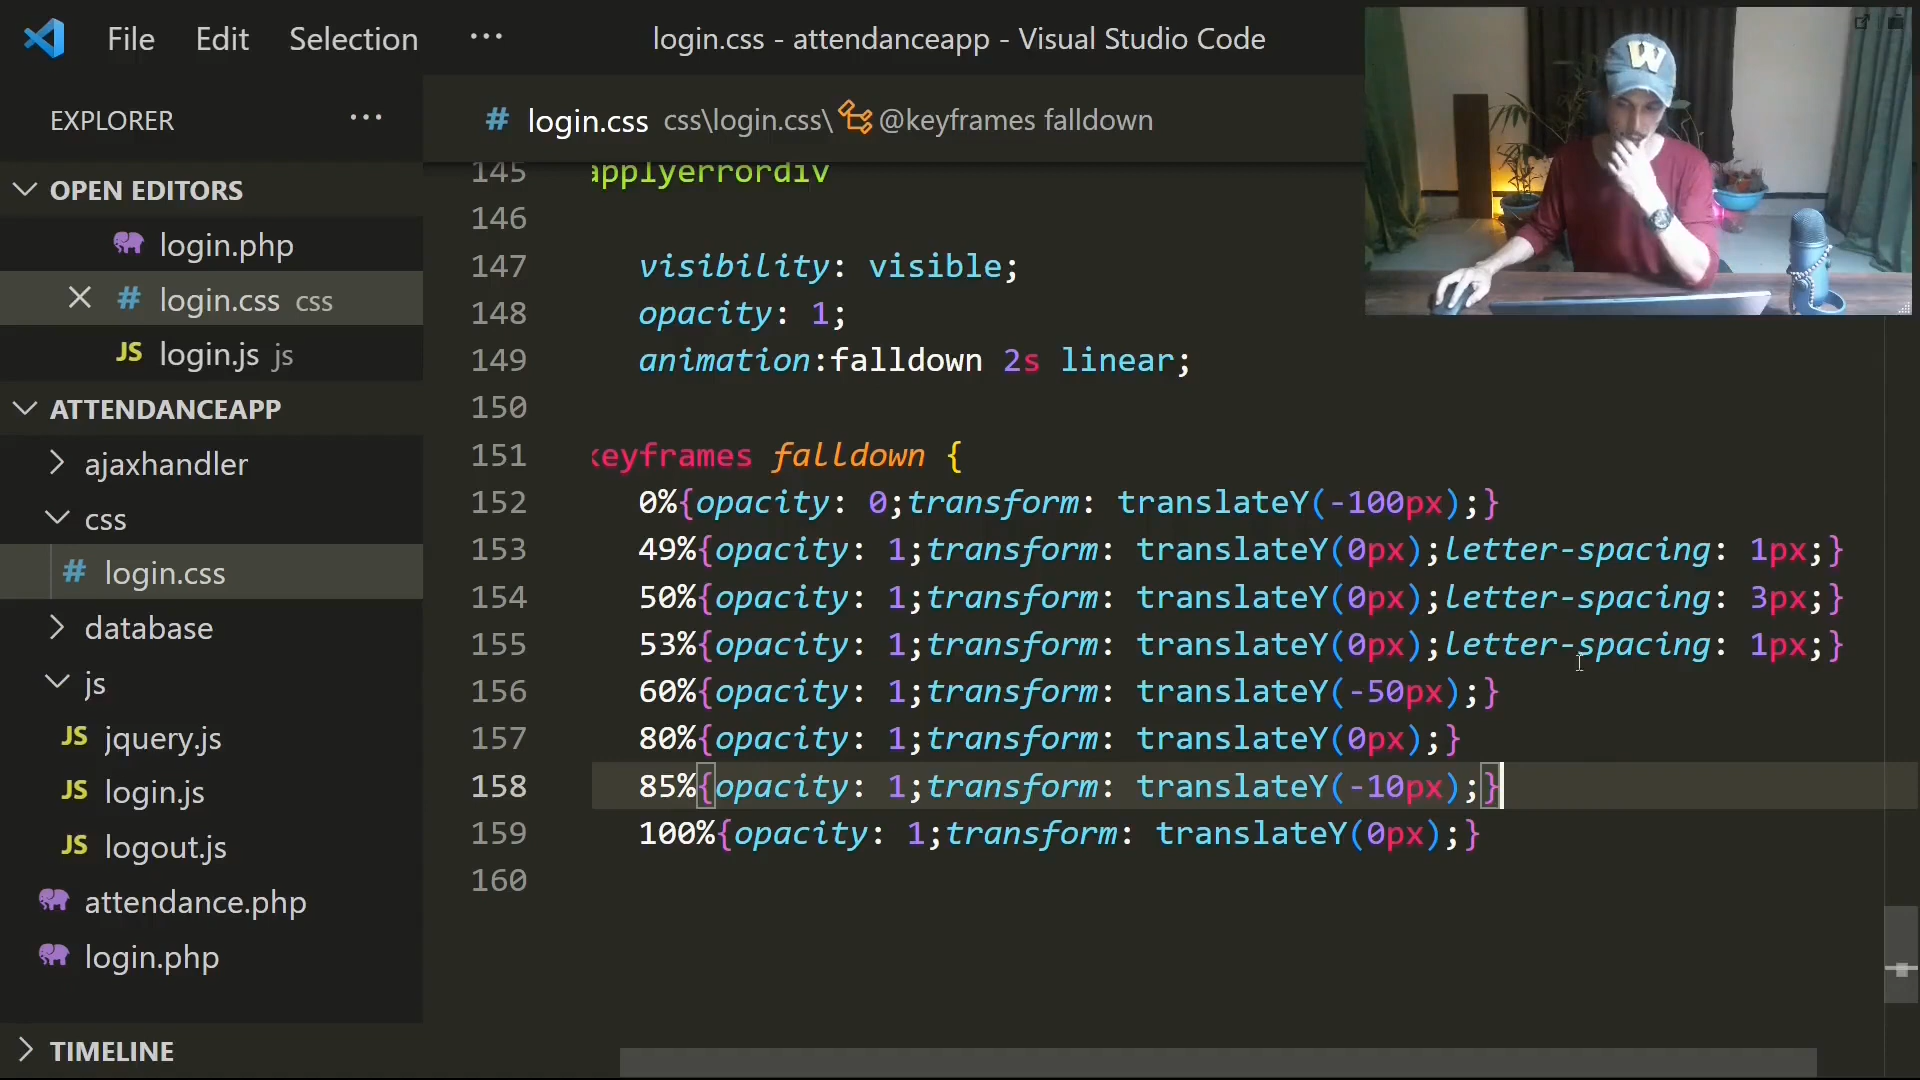 File Edit Selection ··· login.css - attendanceapp - Visual Studio Code
W
EXPLORER ···
# login.css css\login.css\ @keyframes falldown
OPEN EDITORS
login.php
# login.css css
JS login.js js
ATTENDANCEAPP
ajaxhandler
css
# login.css
database
js
JS jquery.js
JS login.js
JS logout.js
attendance.php
login.php
TIMELINE
145 applyerrordiv
146
147 visibility: visible;
148 opacity: 1;
149 animation:falldown 2s linear;
150
151 keyframes falldown {
152 0%{opacity: 0;transform: translateY(-100px);}
153 49%{opacity: 1;transform: translateY(0px);letter-spacing: 1px;}
154 50%{opacity: 1;transform: translateY(0px);letter-spacing: 3px;}
155 53%{opacity: 1;transform: translateY(0px);letter-spacing: 1px;}
156 60%{opacity: 1;transform: translateY(-50px);}
157 80%{opacity: 1;transform: translateY(0px);}
158 85%{opacity: 1;transform: translateY(-10px);}
159 100%{opacity: 1;transform: translateY(0px);}
160